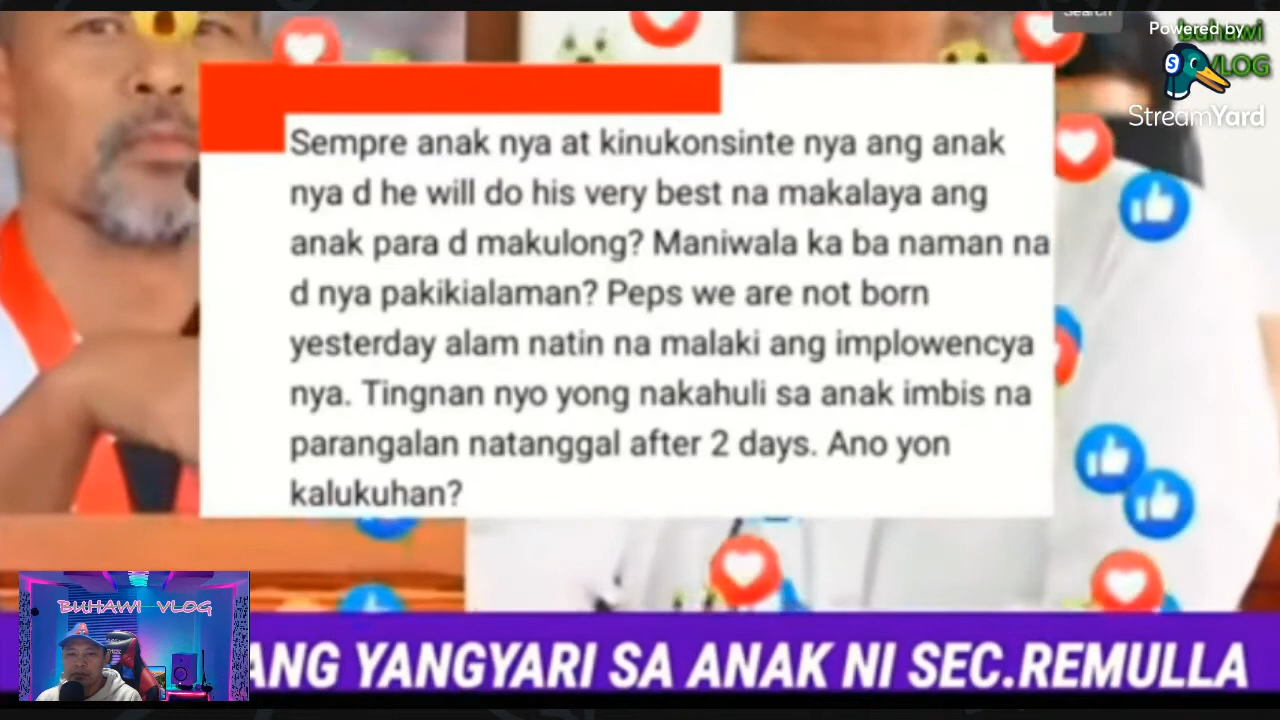 Search
Powered by
buhawi
VLOG
StreamYard
Sempre anak nya at kinukonsinte nya ang anak
nya d he will do his very best na makalaya ang
anak para d makulong? Maniwala ka ba naman na
d nya pakikialaman? Peps we are not born
yesterday alam natin na malaki ang implowencya
nya. Tingnan nyo yong nakahuli sa anak imbis na
parangalan natanggal after 2 days. Ano yon
kalukuhan?
BUHAWI VLOG
ANG YANGYARI SA ANAK NI SEC.REMULLA